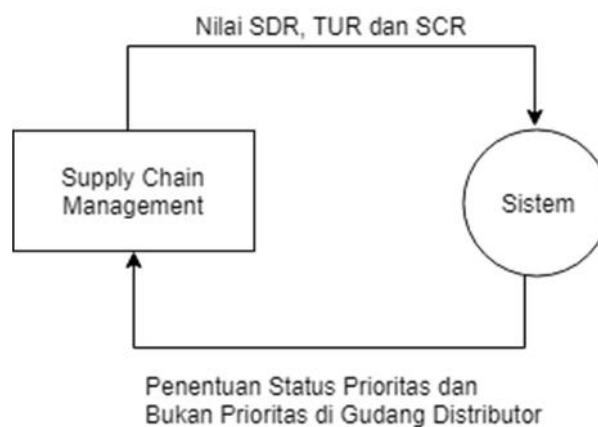 Nilai SDR, TUR dan SCR
Supply Chain
Management
Sistem
Penentuan Status Prioritas dan
Bukan Prioritas di Gudang Distributor